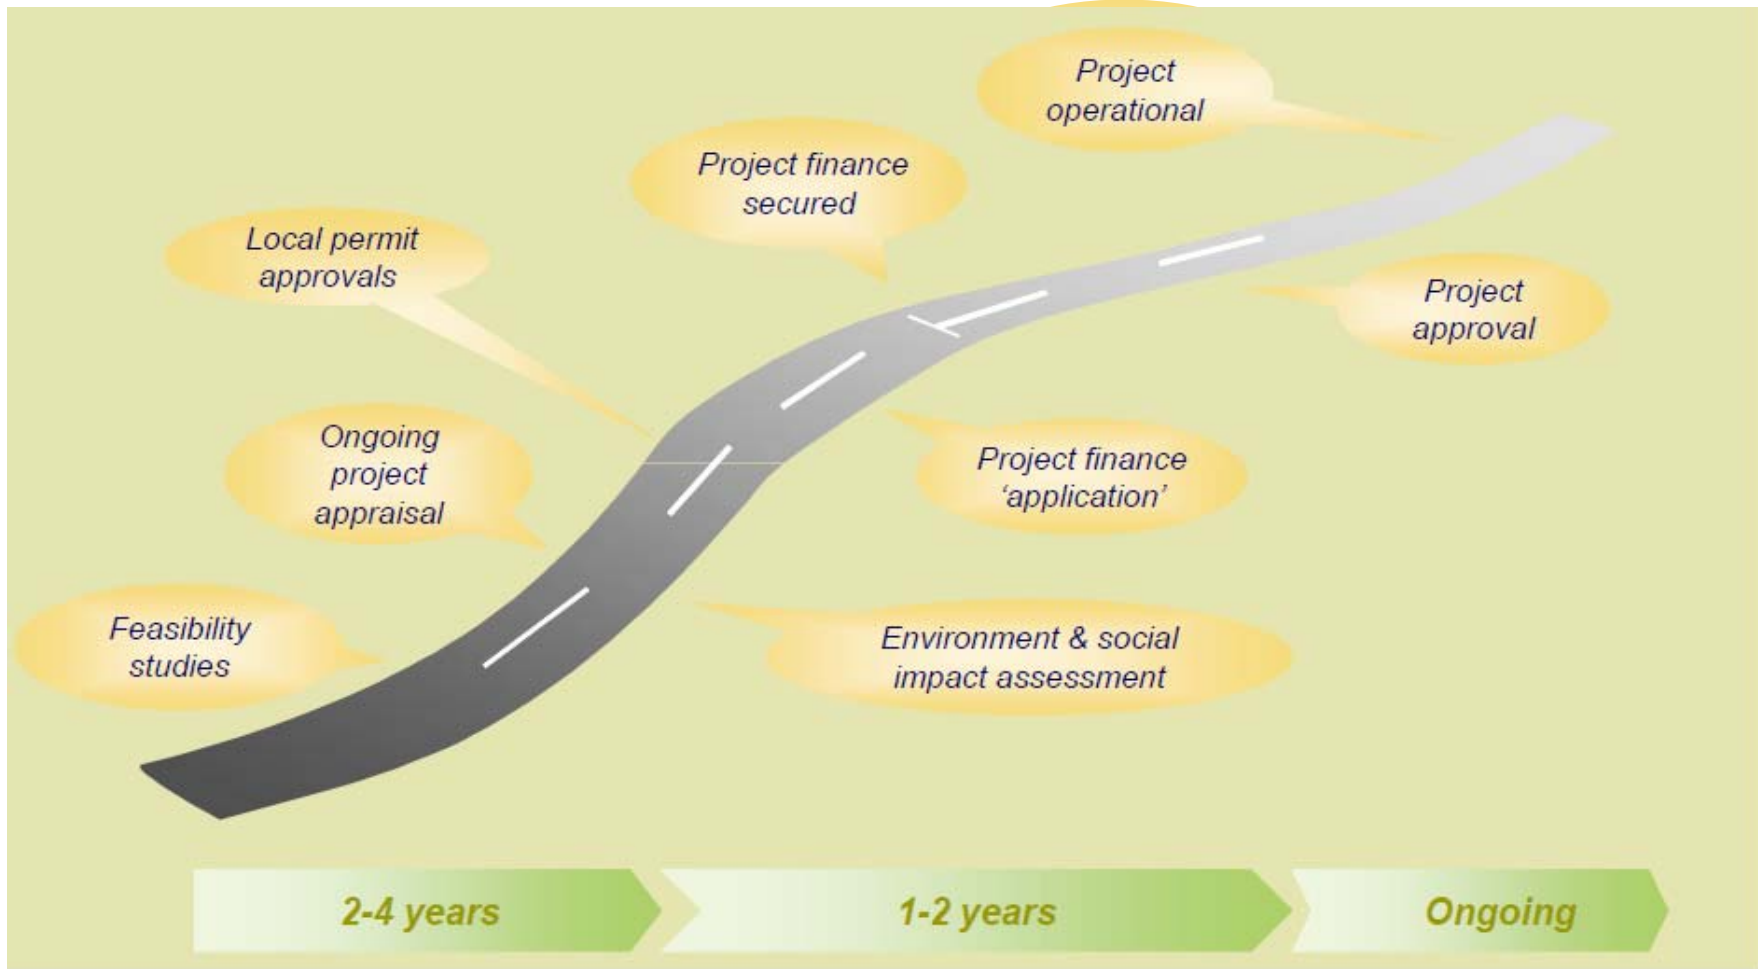 Project
operational
Project finance
secured
Local permit
approvals
Project
approval
Ongoing
project
appraisal
Project finance
‘application’
Feasibility
studies
Environment & social
impact assessment
2-4 years
1-2 years
Ongoing